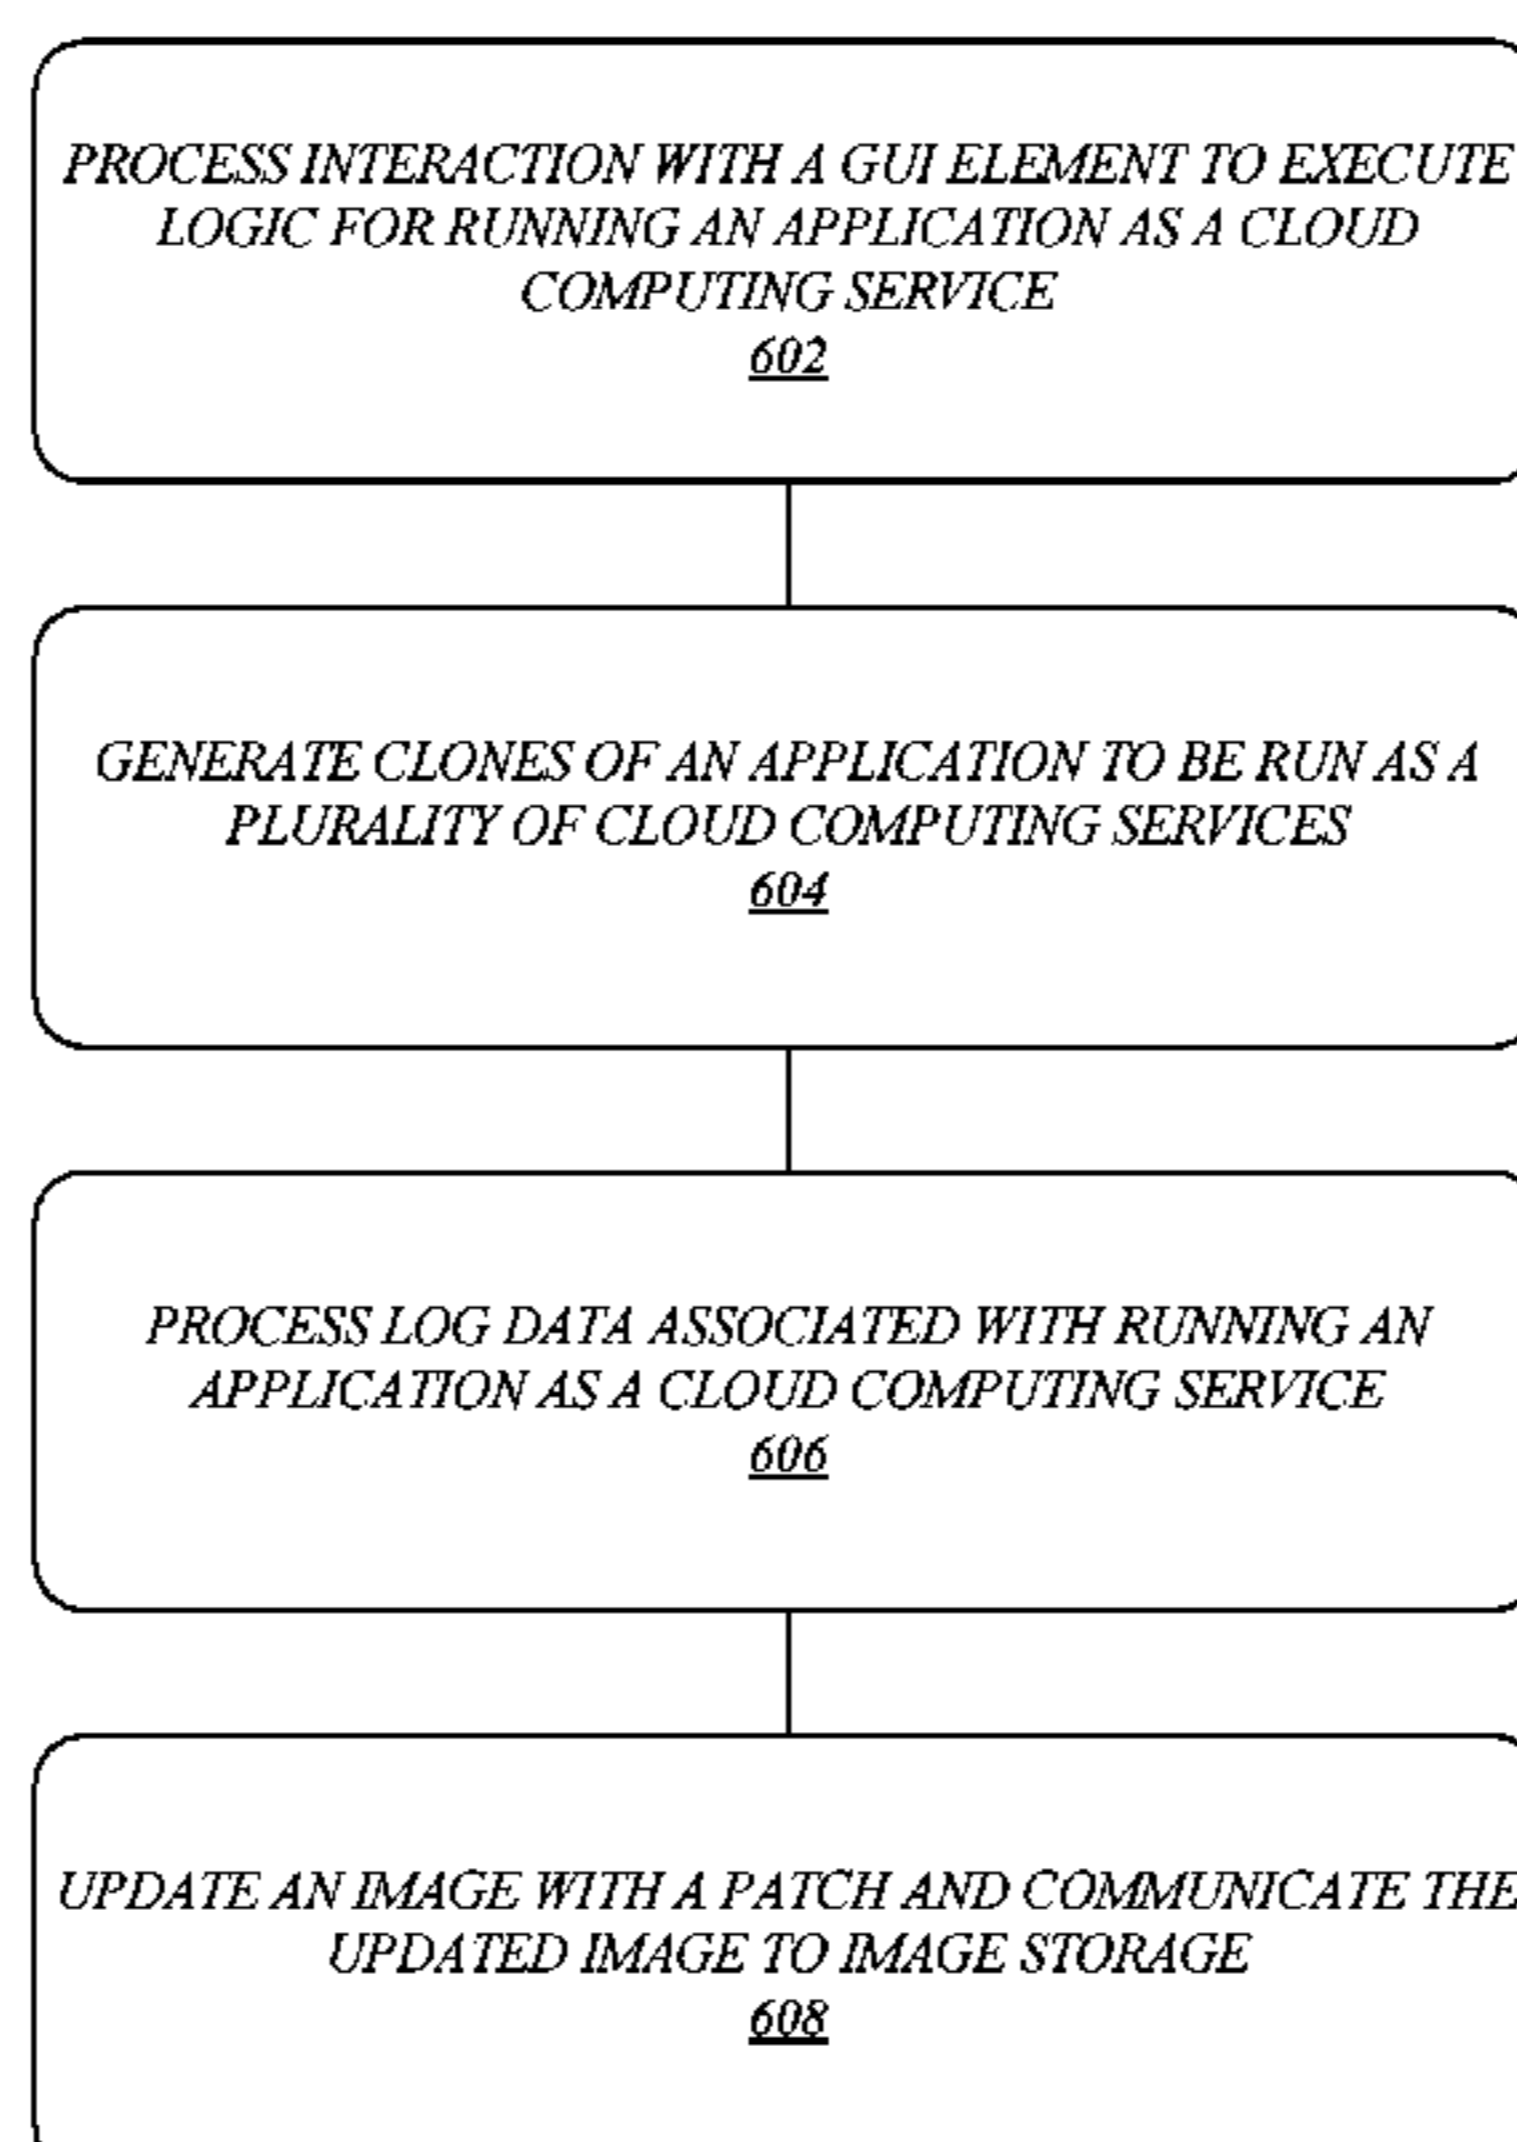 PROCESS INTERACTION WITH A GUI ELEMENT TO EXECUTE
LOGIC FOR RUNNING AN APPLICATION AS A CLOUD
COMPUTING SERVICE
602
GENERATE CLONES OF AN APPLICATION TO BE RUN AS A
PLURALITY OF CLOUD COMPUTING SERVICES
604
PROCESS LOG DATA ASSOCIATED WITH RUNNING AN
APPLICATION AS A CLOUD COMPUTING SERVICE
606
UPDATE AN IMAGE WITH A PATCH AND COMMUNICATE THE
UPDATED IMAGE TO IMAGE STORAGE
608